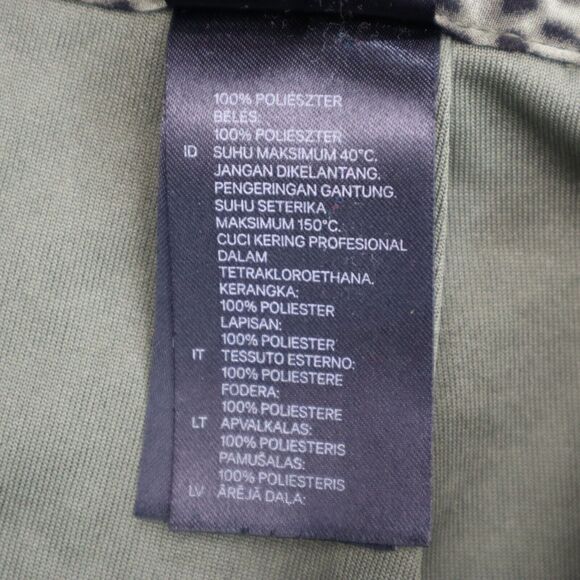 100% POLIÉSZTER
BÉLÉS:
100% POLIÉSZTER
ID SUHU MAKSIMUM 40°C.
JANGAN DIKELANTANG.
PENGERINGAN GANTUNG.
SUHU SETERIKA
MAKSIMUM 150°C.
CUCI KERING PROFESIONAL
DALAM
TETRAKLOROETHANA.
KERANGKA:
100% POLIESTER
LAPISAN:
100% POLIESTER
IT TESSUTO ESTERNO:
100% POLIESTERE
FODERA:
100% POLIESTERE
LT APVALKALAS:
100% POLIESTERIS
PAMUŠALAS:
100% POLIESTERIS
LV ĀRĒJĀ DAĻA: